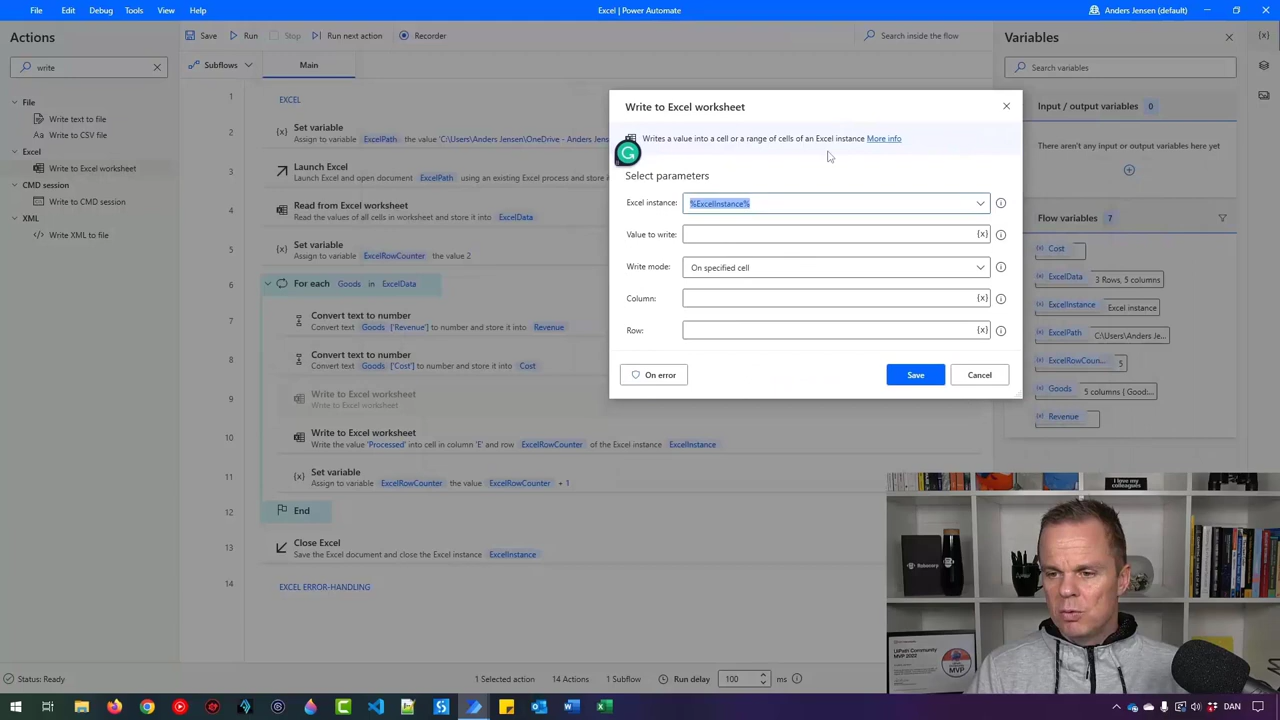 File Edit Debug Tools View Help
Excel | Power Automate
Anders Jensen (default)
Actions
write
File
Write text to file
Write to CSV file
Excel
Write to Excel worksheet
CMD session
Write to CMD session
XML
Write XML to file
Save Run Stop Run next action Recorder
Search inside the flow
Subflows Main
1 EXCEL
2 Set variable
Assign to variable ExcelPath the value 'C:\Users\Anders Jensen\OneDrive - Anders Jens
3 Launch Excel
Launch Excel and open document ExcelPath using an existing Excel process and store i
4 Read from Excel worksheet
Read the values of all cells in worksheet and store it into ExcelData
5 Set variable
Assign to variable ExcelRowCounter the value 2
6 For each Goods in ExcelData
7 Convert text to number
Convert text Goods ['Revenue'] to number and store it into Revenue
8 Convert text to number
Convert text Goods ['Cost'] to number and store it into Cost
9 Write to Excel worksheet
Write to Excel worksheet
10 Write to Excel worksheet
Write the value 'Processed' into cell in column 'E' and row ExcelRowCounter of the Excel instance ExcelInstance
11 Set variable
Assign to variable ExcelRowCounter the value ExcelRowCounter + 1
12 End
13 Close Excel
Save the Excel document and close the Excel instance ExcelInstance
14 EXCEL ERROR-HANDLING
Write to Excel worksheet
Writes a value into a cell or a range of cells of an Excel instance More info
Select parameters
Excel instance: %ExcelInstance%
Value to write: {x}
Write mode: On specified cell
Column: {x}
Row: {x}
On error Save Cancel
Variables
Search variables
Input / output variables 0
There aren't any input or output variables here yet
Flow variables 7
Cost
ExcelData 3 Rows, 5 columns
ExcelInstance Excel instance
ExcelPath C:\Users\Anders Je...
ExcelRowCoun... 5
Goods 5 columns { Good:...
Revenue
I love my
colleagues
Robocorp
UiPath Community
MVP 2022
Status: Ready
1 Selected action 14 Actions 1 Subflow Run delay 100 ms
DAN